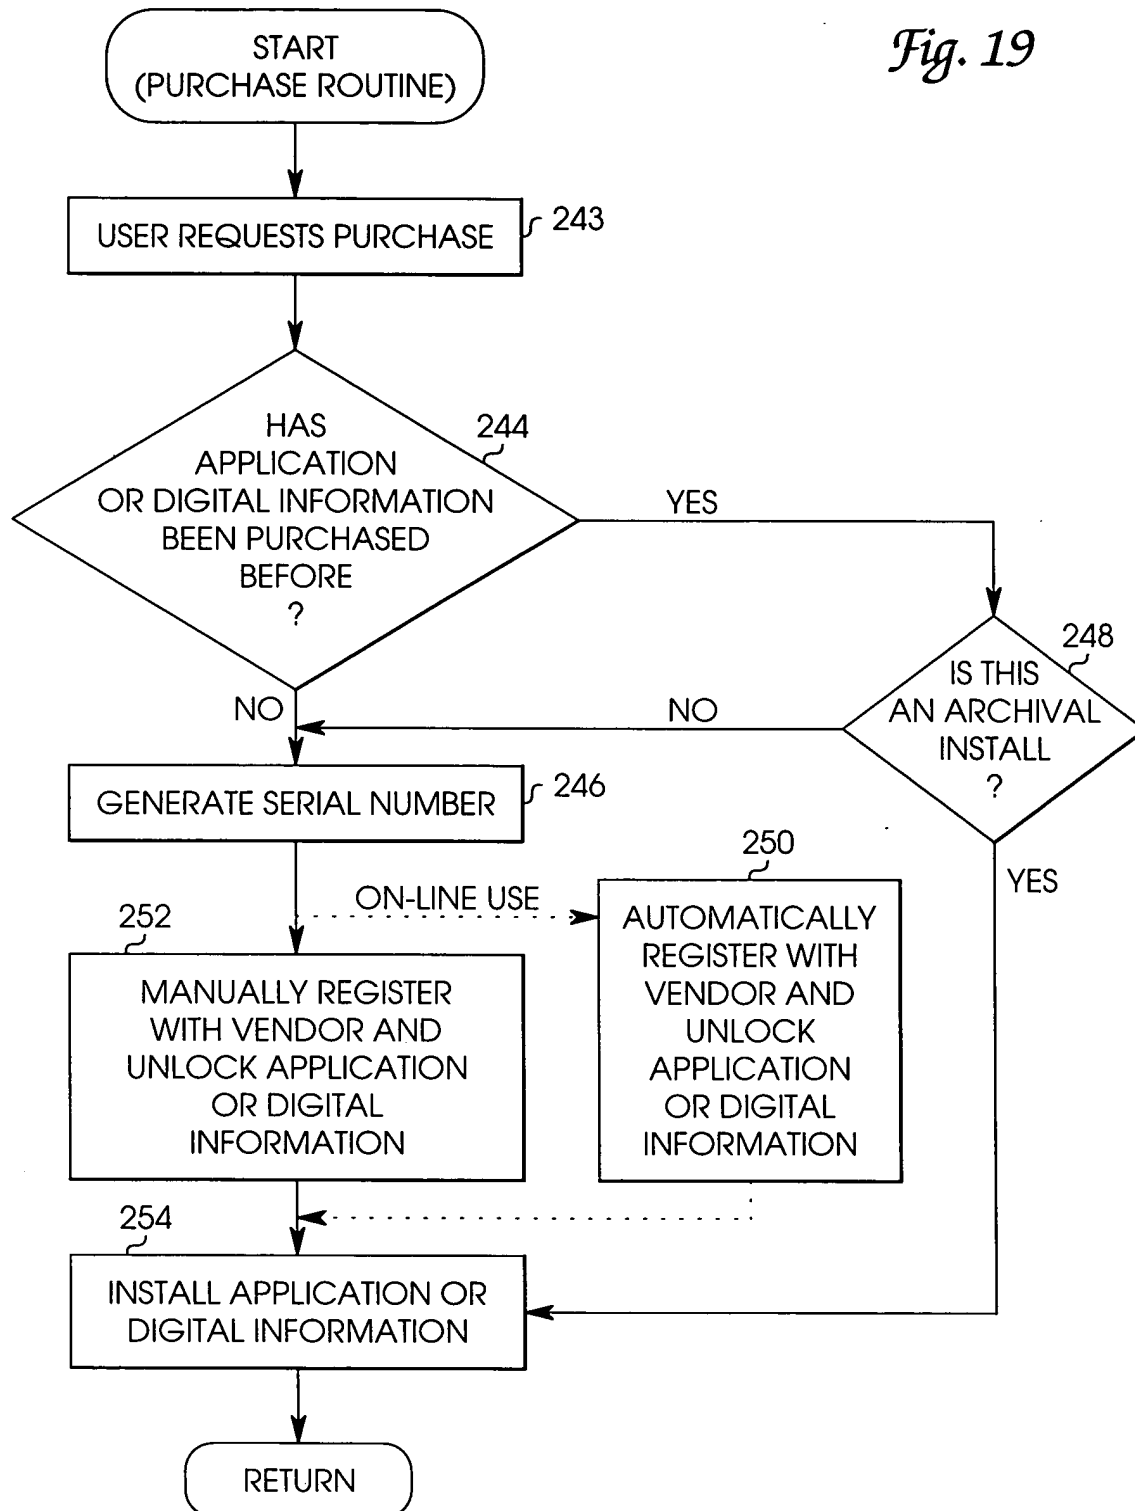 Fig. 19
START
(PURCHASE ROUTINE)
USER REQUESTS PURCHASE
243
HAS
APPLICATION
OR DIGITAL INFORMATION
BEEN PURCHASED
BEFORE
?
244
YES
NO
IS THIS
AN ARCHIVAL
INSTALL
?
248
NO
YES
GENERATE SERIAL NUMBER
246
ON-LINE USE
250
AUTOMATICALLY
REGISTER WITH
VENDOR AND
UNLOCK
APPLICATION
OR DIGITAL
INFORMATION
252
MANUALLY REGISTER
WITH VENDOR AND
UNLOCK APPLICATION
OR DIGITAL
INFORMATION
254
INSTALL APPLICATION OR
DIGITAL INFORMATION
RETURN